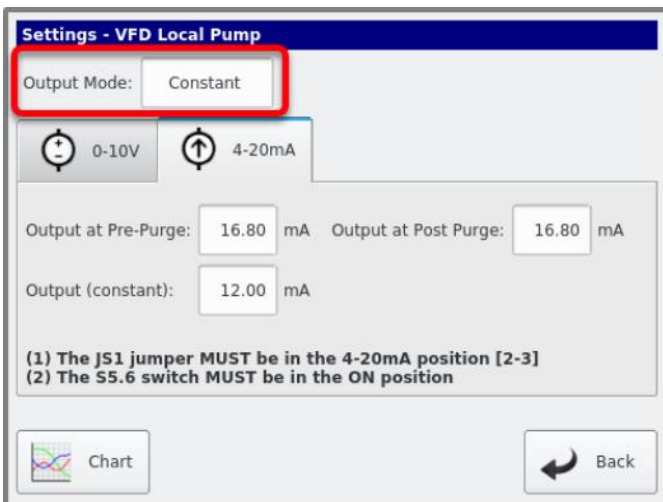 Settings - VFD Local Pump
Output Mode: Constant
0-10V 4-20mA
Output at Pre-Purge: 16.80 mA Output at Post Purge: 16.80 mA
Output (constant): 12.00 mA
(1) The JS1 jumper MUST be in the 4-20mA position [2-3]
(2) The S5.6 switch MUST be in the ON position
Chart Back